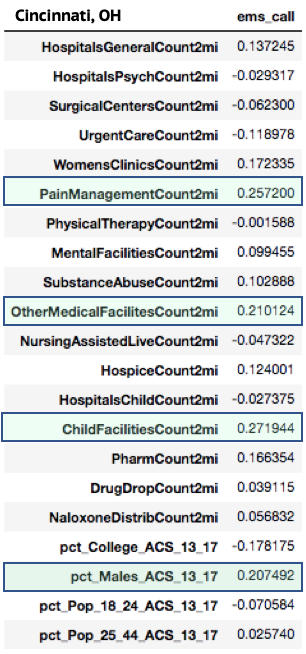 Cincinnati, OH ems_call
HospitalsGeneralCount2mi 0.137245
HospitalsPsychCount2mi -0.029317
SurgicalCentersCount2mi -0.062300
UrgentCareCount2mi -0.118978
WomensClinicsCount2mi 0.172335
PainManagementCount2mi 0.257200
PhysicalTherapyCount2mi -0.001588
MentalFacilitiesCount2mi 0.099455
SubstanceAbuseCount2mi 0.102888
OtherMedicalFacilitesCount2mi 0.210124
NursingAssistedLiveCount2mi -0.047322
HospiceCount2mi 0.124001
HospitalsChildCount2mi -0.027375
ChildFacilitiesCount2mi 0.271944
PharmCount2mi 0.166354
DrugDropCount2mi 0.039115
NaloxoneDistribCount2mi 0.056832
pct_College_ACS_13_17 -0.178175
pct_Males_ACS_13_17 0.207492
pct_Pop_18_24_ACS_13_17 -0.070584
pct_Pop_25_44_ACS_13_17 0.025740